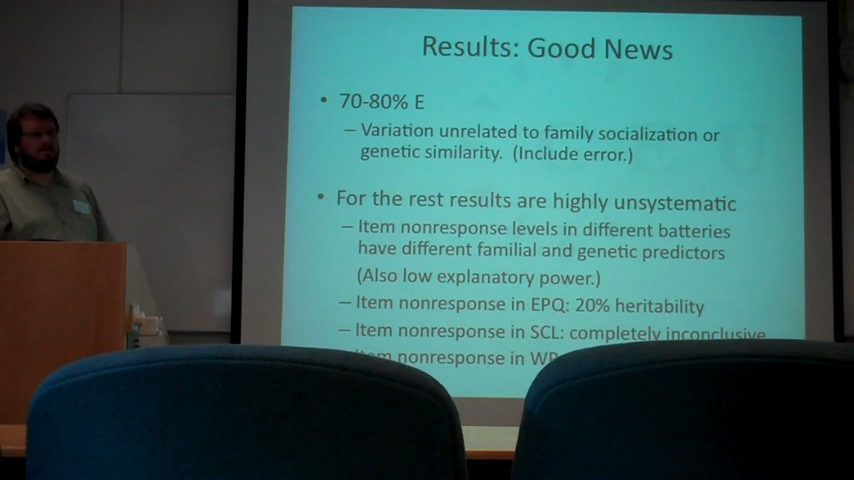 Results: Good News
• 70-80% E
– Variation unrelated to family socialization or
genetic similarity. (Include error.)
• For the rest results are highly unsystematic
– Item nonresponse levels in different batteries
have different familial and genetic predictors
(Also low explanatory power.)
– Item nonresponse in EPQ: 20% heritability
– Item nonresponse in SCL: completely inconclusive
nonresponse in